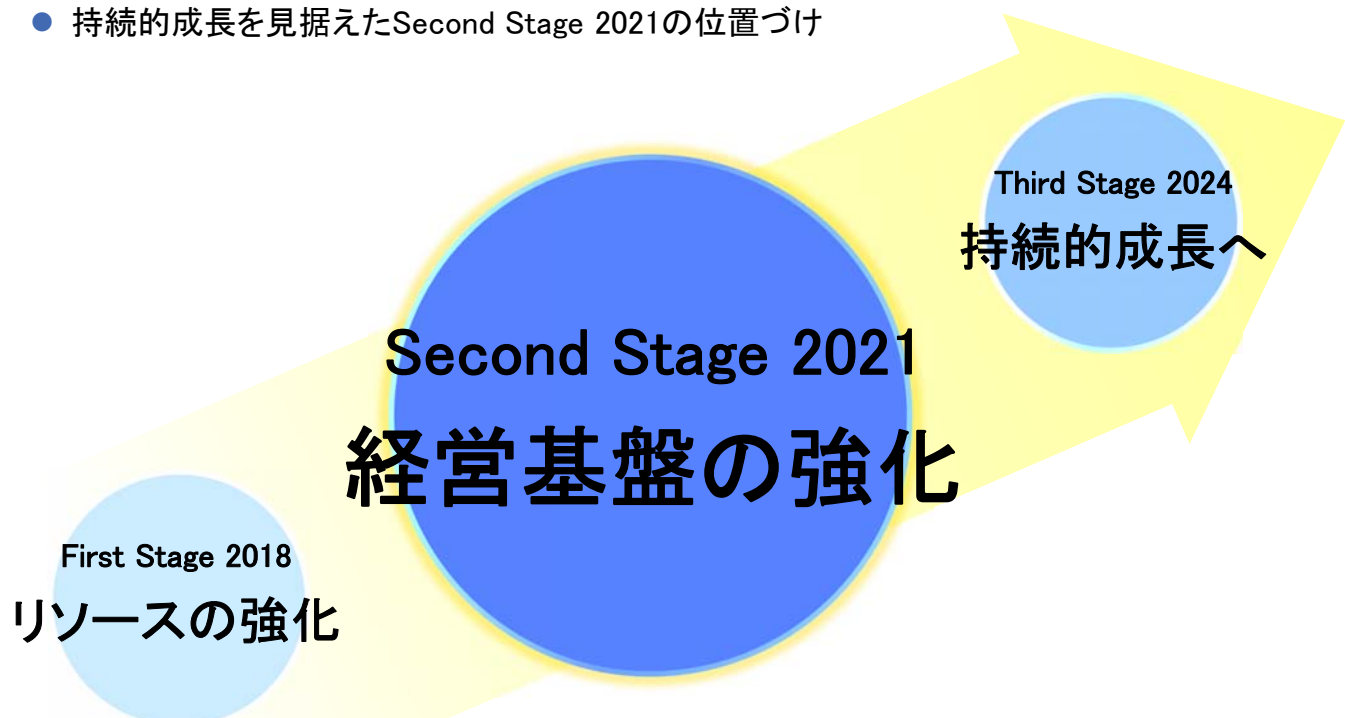 ● 持続的成長を見据えたSecond Stage 2021の位置づけ
Third Stage 2024
持続的成長へ
Second Stage 2021
経営基盤の強化
First Stage 2018
リソースの強化